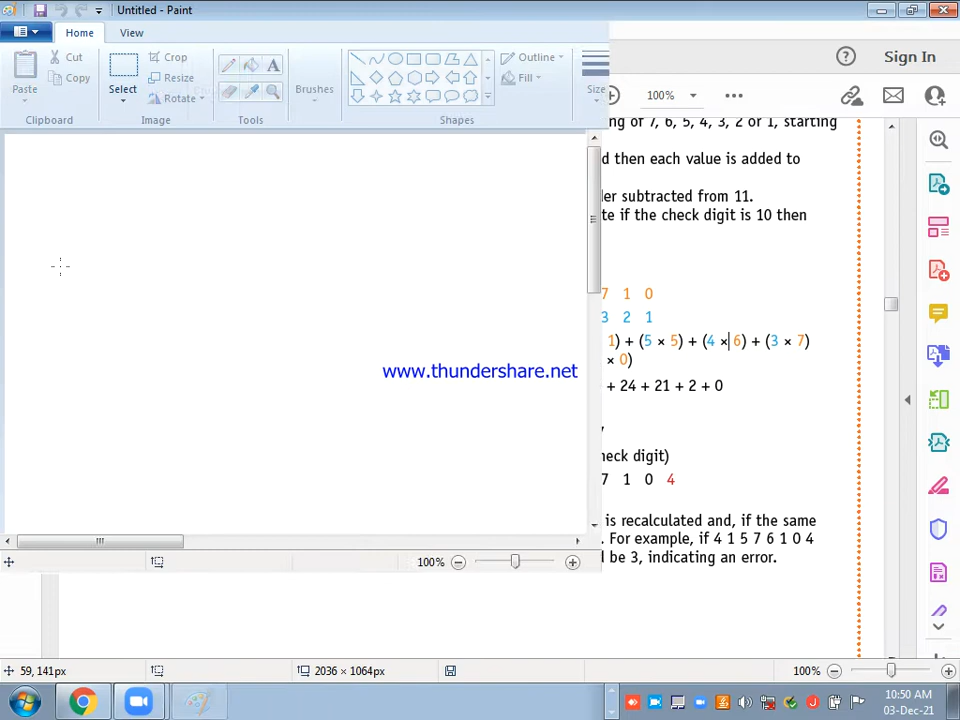 Untitled - Paint
Home
View
Sign In
Cut
Copy
Paste
Clipboard
Crop
Resize
Rotate
Select
Image
A
Tools
Brushes
Outline
Fill
Shapes
Size
100%
ng of 7, 6, 5, 4, 3, 2 or 1, starting
d then each value is added to
er subtracted from 11.
te if the check digit is 10 then
7 1 0
3 2 1
1) + (5 × 5) + (4 × 6) + (3 × 7)
× 0)
www.thundershare.net
+ 24 + 21 + 2 + 0
heck digit)
7 1 0 4
is recalculated and, if the same
. For example, if 4 1 5 7 6 1 0 4
be 3, indicating an error.
100%
59, 141px
2036 × 1064px
100%
10:50 AM
03-Dec-21